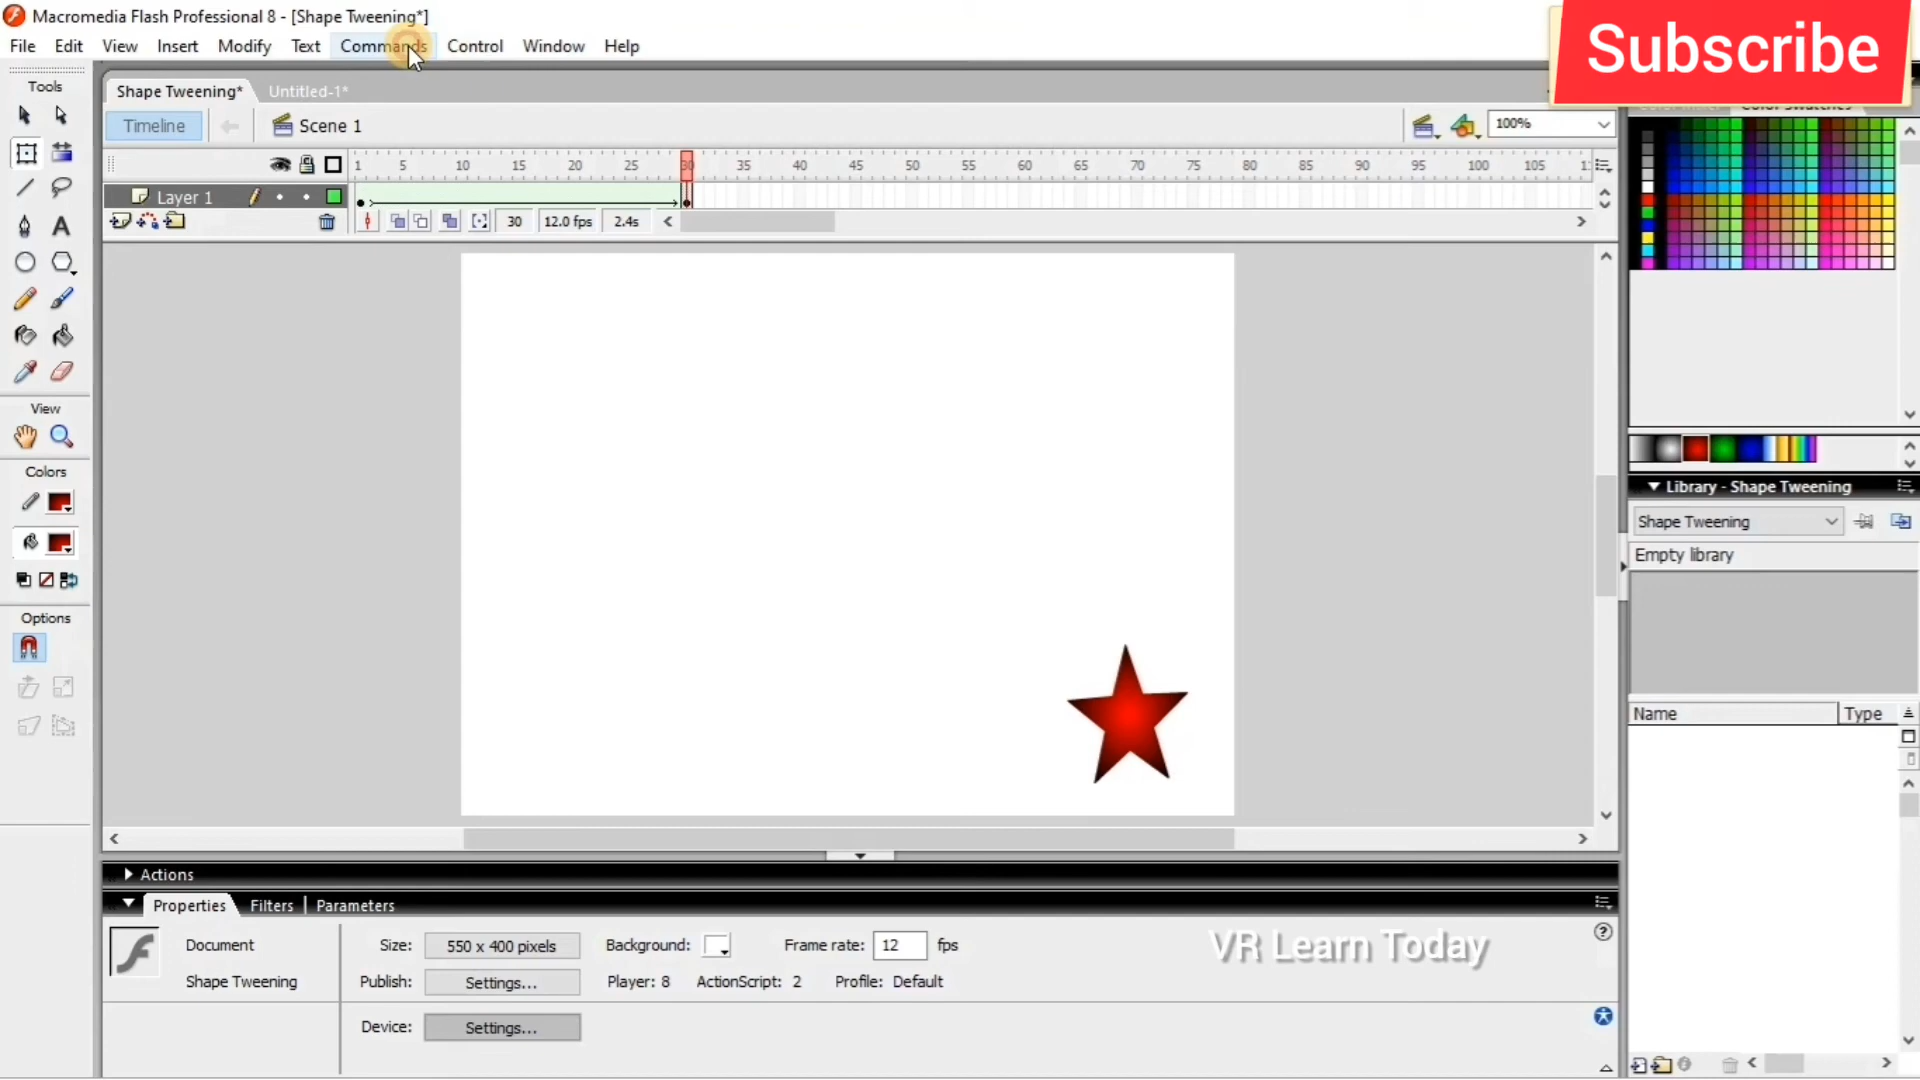 Macromedia Flash Professional 8 - [Shape Tweening*]
File Edit View Insert Modify Text Commands Control Window Help
Subscribe
Tools
Shape Tweening* Untitled-1*
Timeline Scene 1 100%
1 5 10 15 20 25 30 35 40 45 50 55 60 65 70 75 80 85 90 95 100 105
Layer 1
30 12.0 fps 2.4s
View
Colors
Options
Library - Shape Tweening
Shape Tweening
Empty library
Name Type
Actions
Properties Filters Parameters
Document Size: 550 x 400 pixels Background: Frame rate: 12 fps
VR Learn Today
Shape Tweening Publish: Settings... Player: 8 ActionScript: 2 Profile: Default
Device: Settings...